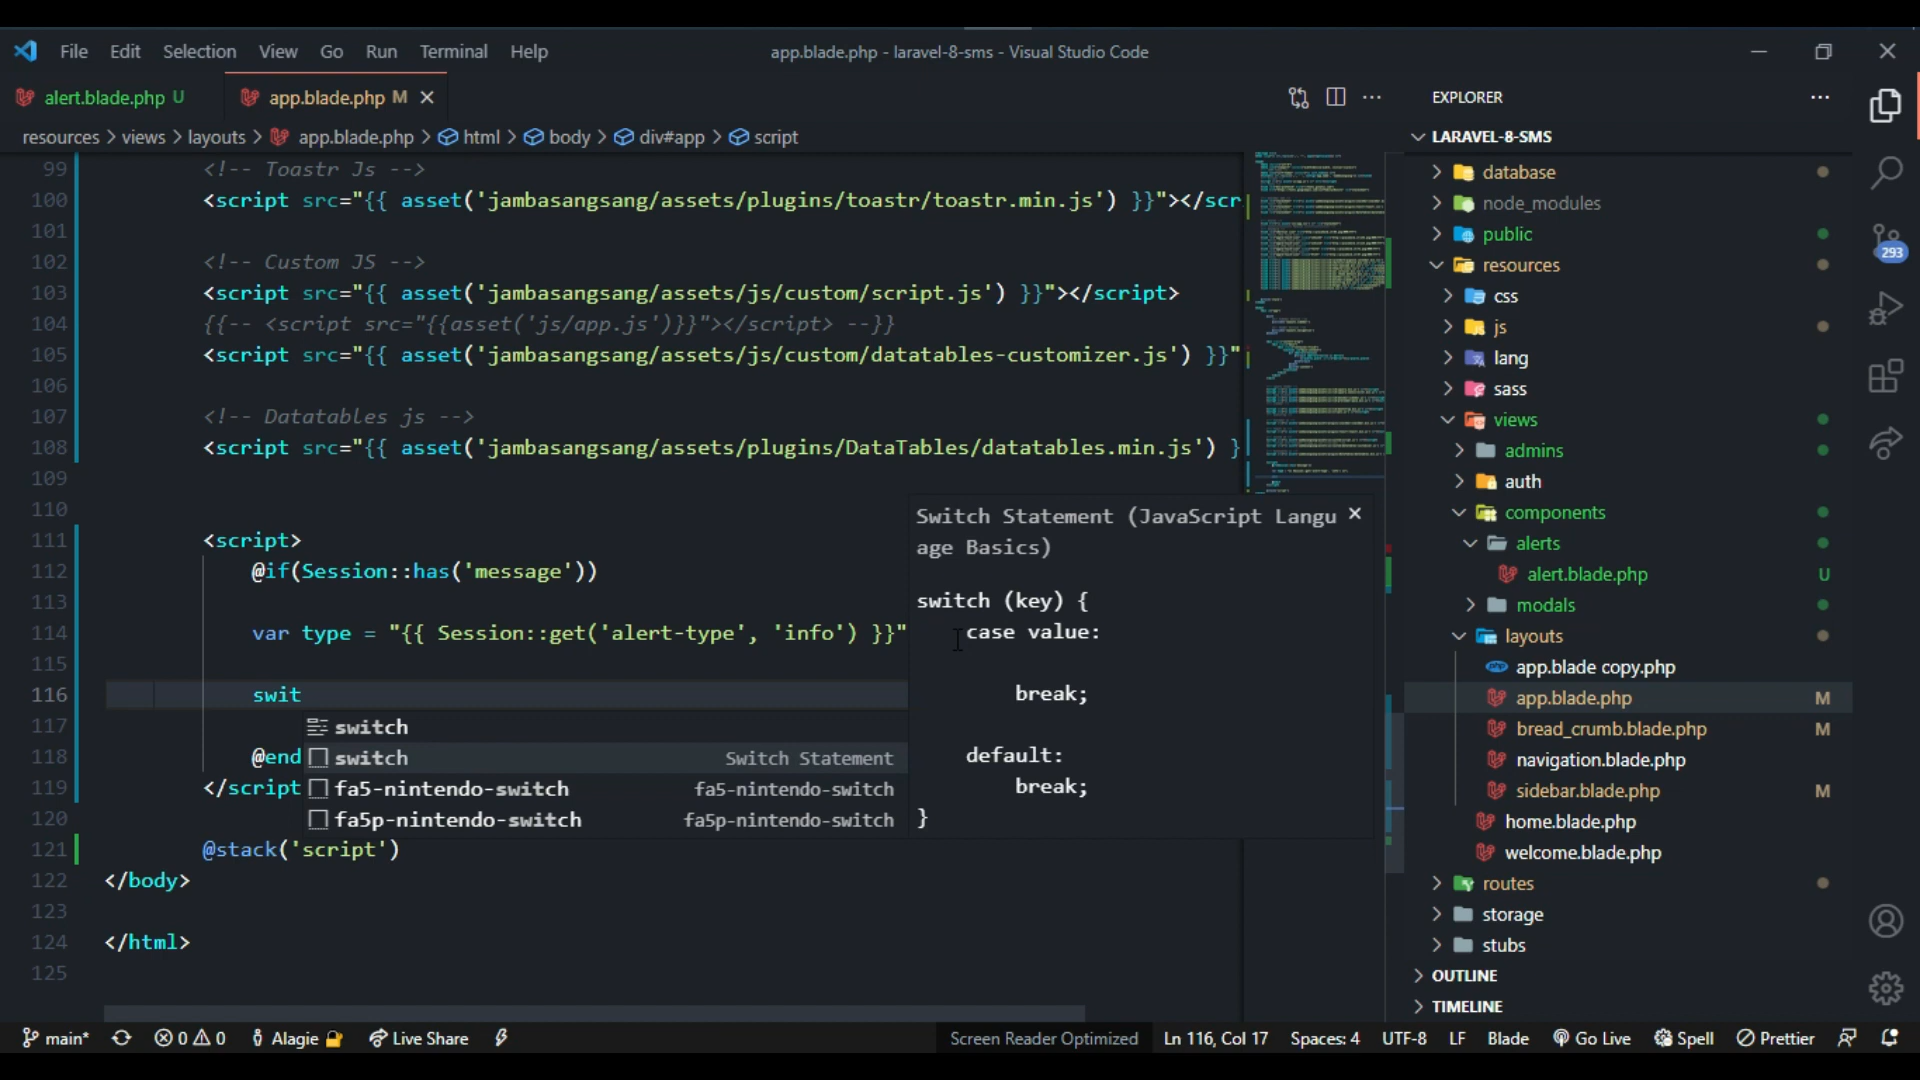 File Edit Selection View Go Run Terminal Help
app.blade.php - laravel-8-sms - Visual Studio Code
alert.blade.php U
app.blade.php M
resources > views > layouts > app.blade.php > html > body > div#app > script
99 <!-- Toastr Js -->
100 <script src="{{ asset('jambasangsang/assets/plugins/toastr/toastr.min.js') }}"></scr
101
102 <!-- Custom JS -->
103 <script src="{{ asset('jambasangsang/assets/js/custom/script.js') }}"></script>
104 {{-- <script src="{{asset('js/app.js')}}"></script> --}}
105 <script src="{{ asset('jambasangsang/assets/js/custom/datatables-customizer.js') }}"
106
107 <!-- Datatables js -->
108 <script src="{{ asset('jambasangsang/assets/plugins/DataTables/datatables.min.js') }
109
110
111 <script>
112 @if(Session::has('message'))
113
114 var type = "{{ Session::get('alert-type', 'info') }}"
115
116 swit
117
118 @end
119 </script
120
121 @stack('script')
122 </body>
123
124 </html>
125
switch
switch Switch Statement
fa5-nintendo-switch fa5-nintendo-switch
fa5p-nintendo-switch fa5p-nintendo-switch
Switch Statement (JavaScript Langu
age Basics)
switch (key) {
case value:
break;
default:
break;
}
EXPLORER
LARAVEL-8-SMS
database
node_modules
public
resources
css
js
lang
sass
views
admins
auth
components
alerts
alert.blade.php U
modals
layouts
app.blade copy.php
app.blade.php M
bread_crumb.blade.php M
navigation.blade.php
sidebar.blade.php M
home.blade.php
welcome.blade.php
routes
storage
stubs
OUTLINE
TIMELINE
293
main* 0 0 Alagie Live Share
Screen Reader Optimized Ln 116, Col 17 Spaces: 4 UTF-8 LF Blade Go Live Spell Prettier